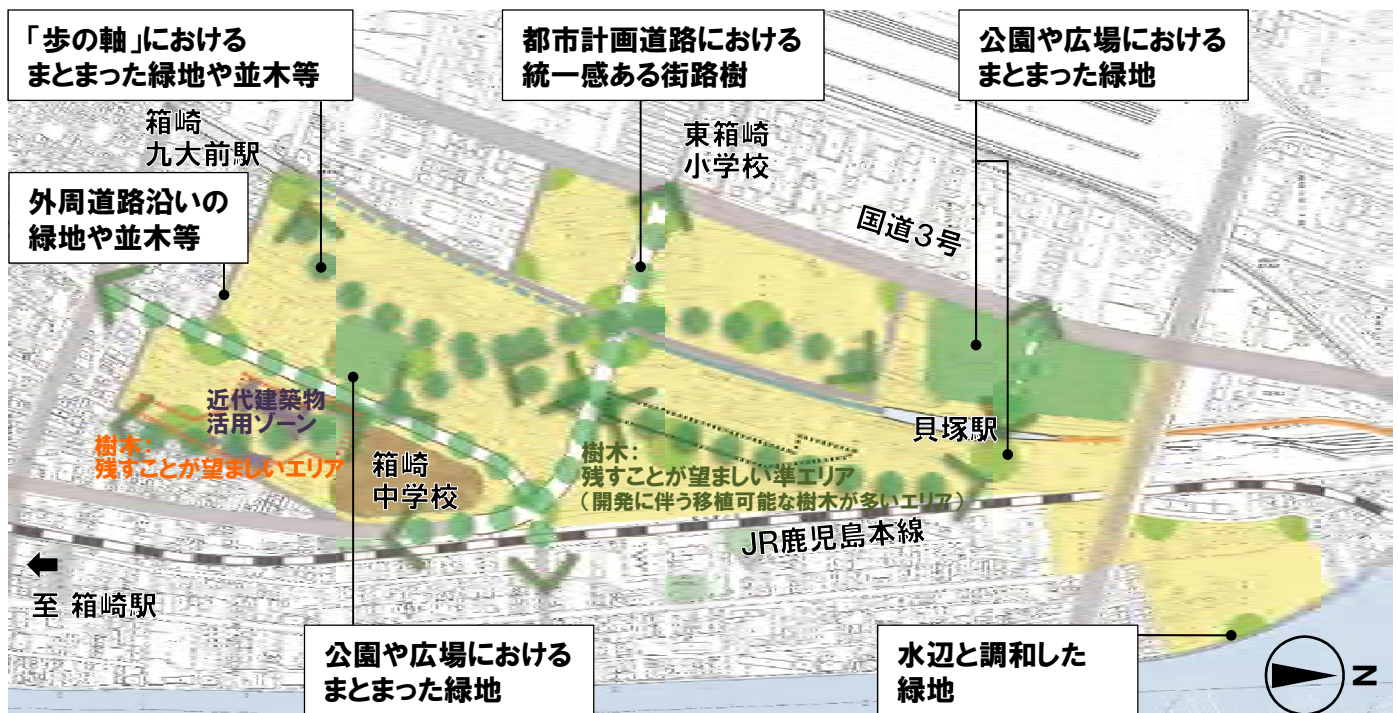 「歩の軸」における
まとまった緑地や並木等
都市計画道路における
統一感ある街路樹
公園や広場における
まとまった緑地
箱崎
九大前駅
東箱崎
小学校
外周道路沿いの
緑地や並木等
国道3号
近代建築物
活用ゾーン
樹木：
残すことが望ましいエリア
箱崎
中学校
樹木：
残すことが望ましい準エリア
（開発に伴う移植可能な樹木が多いエリア）
貝塚駅
JR鹿児島本線
至 箱崎駅
公園や広場における
まとまった緑地
水辺と調和した
緑地
N